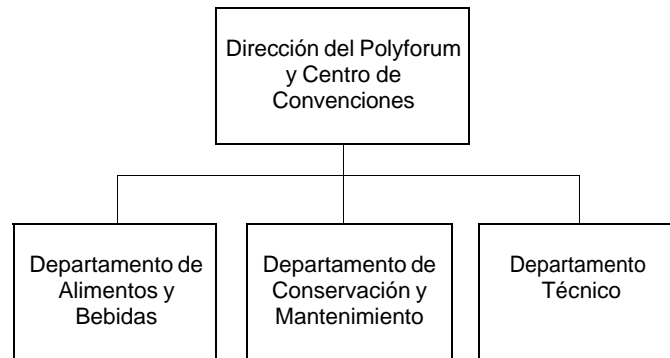 Dirección del Polyforum
y Centro de
Convenciones
Departamento de
Alimentos y
Bebidas
Departamento de
Conservación y
Mantenimiento
Departamento
Técnico